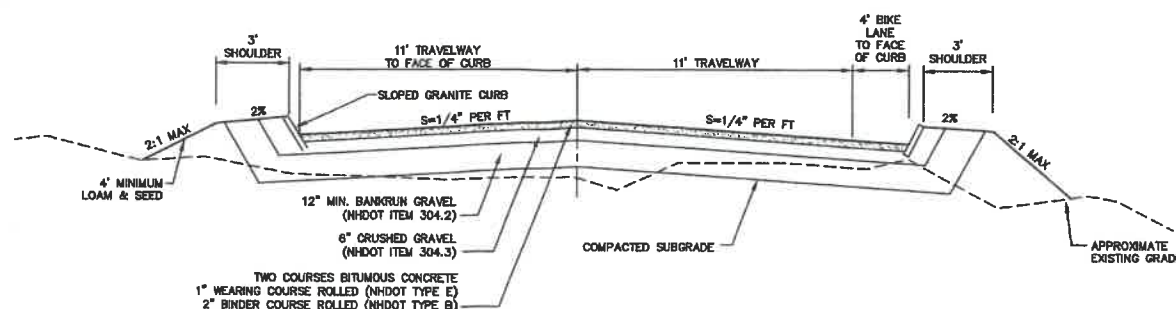 4' BIKE
LANE
TO FACE
OF CURB
3'
SHOULDER
11' TRAVELWAY
TO FACE OF CURB
11' TRAVELWAY
3'
SHOULDER
SLOPED GRANITE CURB
2%
S=1/4" PER FT
S=1/4" PER FT
2%
2:1 MAX
2:1 MAX
4' MINIMUM
LOAM & SEED
12" MIN. BANKRUN GRAVEL
(NHDOT ITEM 304.2)
6" CRUSHED GRAVEL
(NHDOT ITEM 304.3)
COMPACTED SUBGRADE
APPROXIMATE
EXISTING GRAD
TWO COURSES BITUMOUS CONCRETE
1" WEARING COURSE ROLLED (NHDOT TYPE E)
2" BINDER COURSE ROLLED (NHDOT TYPE B)